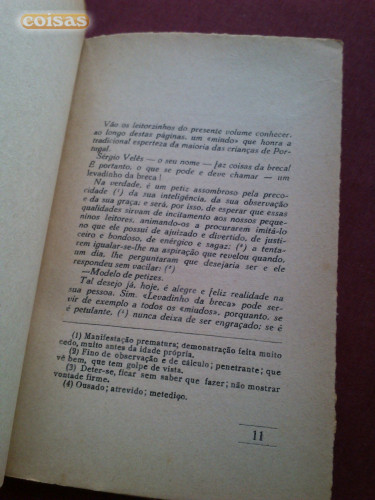 coisas
Vão os leitorzinhos do presente volume conhecer,
ao longo destas páginas, um «miudo» que honra a
tradicional esperteza da maioria das crianças de Por-
tugal.
Sérgio Velês — o seu nome — faz coisas da breca!
É portanto, o que se pode e deve chamar — um
levadinho da breca!
Na verdade, é um petiz assombroso pela preco-
cidade (¹) da sua inteligência, da sua observação
e da sua graça; e será, por isso, de esperar que essas
qualidades sirvam de incitamento aos nossos peque-
ninos leitores, animando-os a procurarem imitá-lo
no que ele possui de ajuizado e divertido, de justi-
ceiro e bondoso, de enérgico e sagaz; (²) a tenta-
rem igualar-se-lhe na aspiração que revelou quando,
um dia, lhe perguntaram que desejaria ser e ele
respondeu sem vacilar: (³)
—Modelo de petizes.
Tal desejo já, hoje, é alegre e feliz realidade na
sua pessoa. Sim. «Levadinho da breca» pode ser-
vir de exemplo a todos os «miudos», porquanto, se
é petulante, (⁴) nunca deixa de ser engraçado; se é
(1) Manifestação prematura; demonstração feita muito
cedo, muito antes da idade própria.
(2) Fino de observação e de cálculo; penetrante; que
vê bem, que tem golpe de vista.
(3) Deter-se, ficar sem saber que fazer; não mostrar
vontade firme.
(4) Ousado; atrevido; metediço.
11